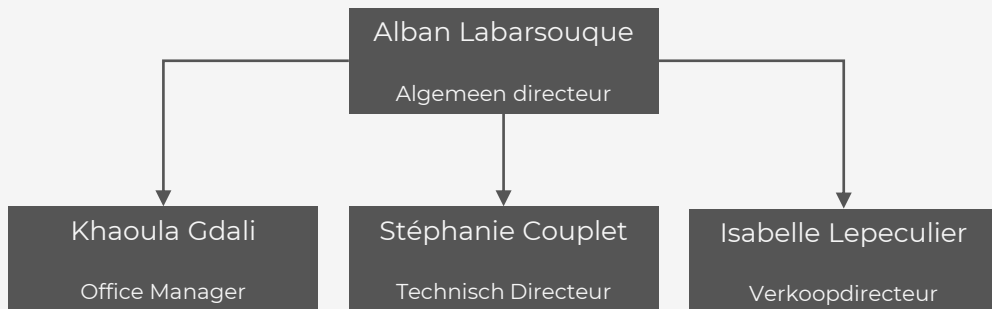 Alban Labarsouque
Algemeen directeur
Khaoula Gdali
Office Manager
Stéphanie Couplet
Technisch Directeur
Isabelle Lepeculier
Verkoopdirecteur